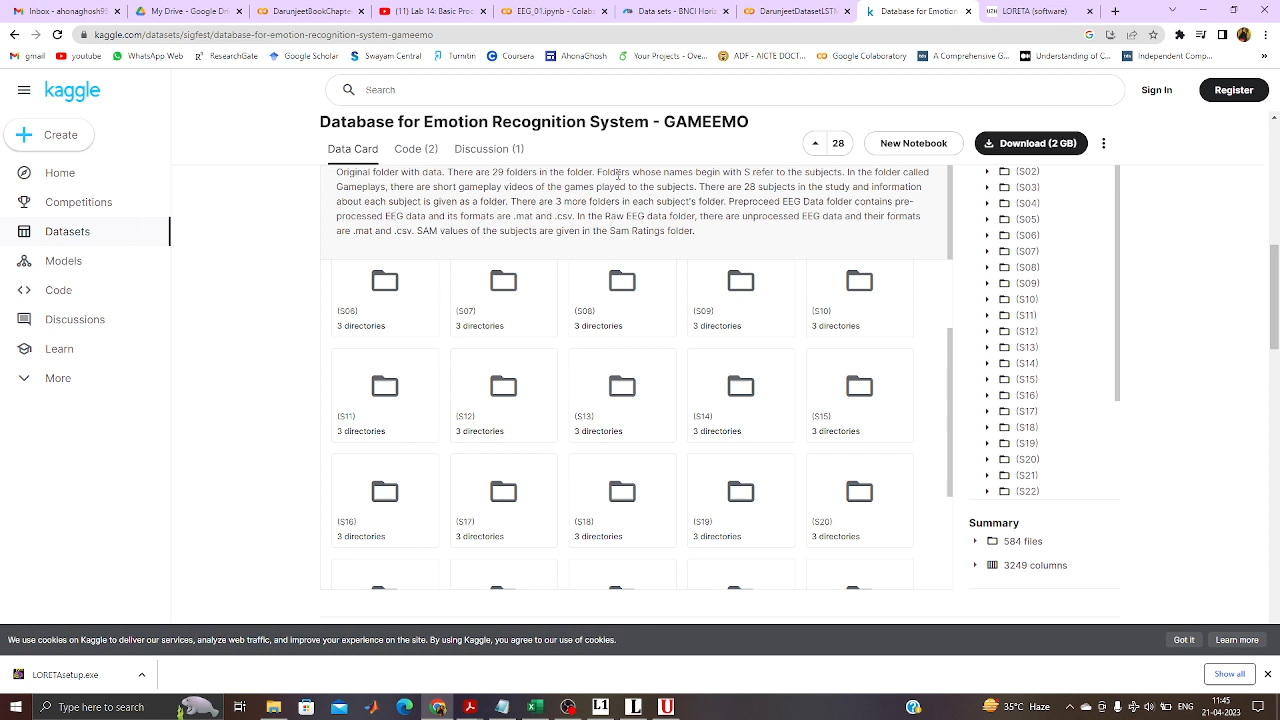 Inbox - ahonaghosh9
My Drive - Kaggle Dr
DarunjeetBookChapte
(11) Lab 14: Basic Proc
EEG_01.ipynb - Collab
Data sets - BNCI Horiz
DarunjeetDatasetLSTM
Database for Emotion
LORETA (software)
kaggle.com/datasets/sigfest/database-for-emotion-recognition-system-gameemo
gmail youtube WhatsApp Web ResearchGate Google Scholar Swayam Central Turnitin Coursera AhonaGhosh Your Projects - Ove... ADF - AICTE DOCT... Google Colaboratory A Comprehensive G... Understanding of C... Independent Comp... »
kaggle
Search
Sign In
Register
Create
Database for Emotion Recognition System - GAMEEMO
Data Card Code (2) Discussion (1)
28
New Notebook
Download (2 GB)
Home
Competitions
Datasets
Models
Code
Discussions
Learn
More
Original folder with data. There are 29 folders in the folder. Folders whose names begin with S refer to the subjects. In the folder called
Gameplays, there are short gameplay videos of the games played to the subjects. There are 28 subjects in the study and information
about each subject is given as a folder. There are 3 more folders in each subject's folder. Preproceed EEG Data folder contains pre-
processed EEG data and its formats are .mat and .csv. In the Raw EEG data folder, there are unprocessed EEG data and their formats
are .mat and .csv. SAM values of the subjects are given in the Sam Ratings folder.
(S06) (S07) (S08) (S09) (S10)
3 directories 3 directories 3 directories 3 directories 3 directories
(S11) (S12) (S13) (S14) (S15)
3 directories 3 directories 3 directories 3 directories 3 directories
(S16) (S17) (S18) (S19) (S20)
3 directories 3 directories 3 directories 3 directories 3 directories
(S02)
(S03)
(S04)
(S05)
(S06)
(S07)
(S08)
(S09)
(S10)
(S11)
(S12)
(S13)
(S14)
(S15)
(S16)
(S17)
(S18)
(S19)
(S20)
(S21)
(S22)
Summary
584 files
3249 columns
We use cookies on Kaggle to deliver our services, analyze web traffic, and improve your experience on the site. By using Kaggle, you agree to our use of cookies.
Got it
Learn more
LORETAsetup.exe
Show all
Type here to search
L1 L U
35°C Haze
ENG
11:45
21-04-2023